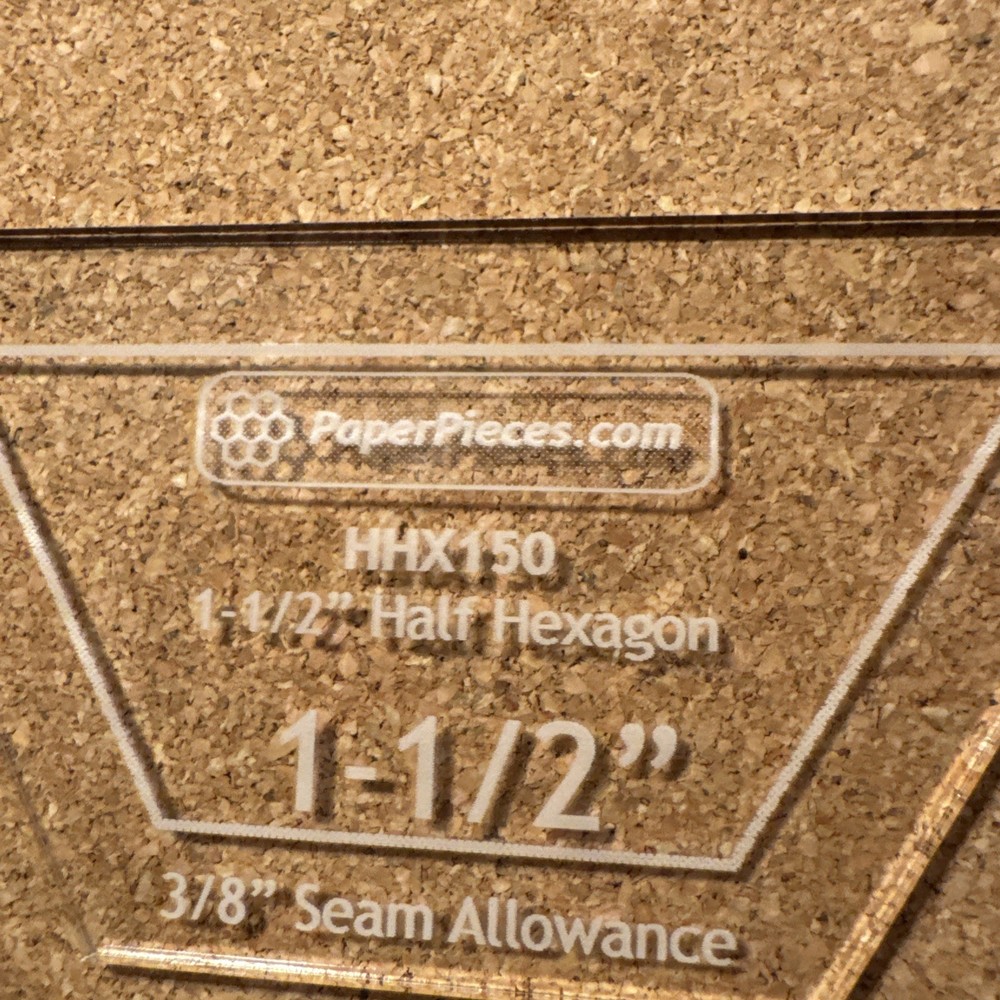 PaperPieces.com
HHX150
1-1/2” Half Hexagon
1-1/2”
3/8” Seam Allowance